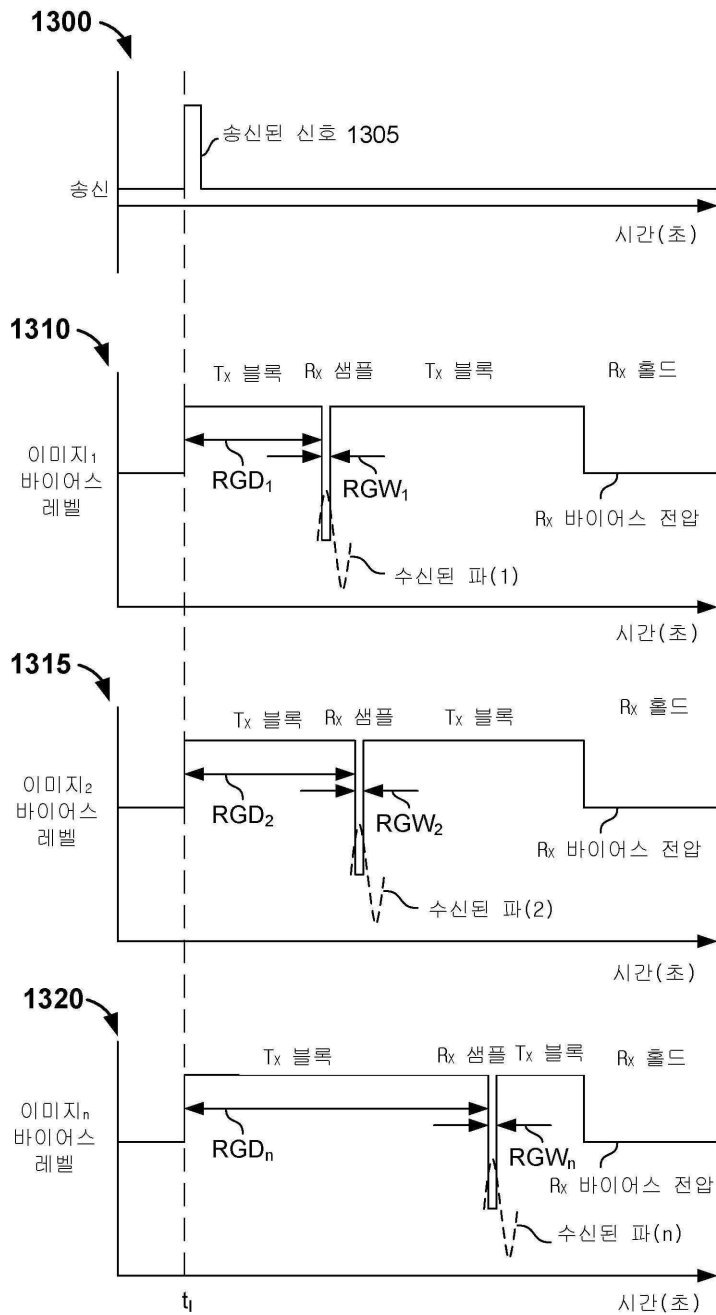 1300
송신된 신호 1305
송신
시간(초)
1310
Tx 블록 Rx 샘플 Tx 블록 Rx 홀드
이미지1
바이어스
레벨
RGD1
RGW1
Rx 바이어스 전압
수신된 파(1)
시간(초)
1315
Tx 블록 Rx 샘플 Tx 블록 Rx 홀드
이미지2
바이어스
레벨
RGD2
RGW2
Rx 바이어스 전압
수신된 파(2)
시간(초)
1320
Tx 블록 Rx 샘플 Tx 블록 Rx 홀드
이미지n
바이어스
레벨
RGDn
RGWn
Rx 바이어스 전압
수신된 파(n)
tI
시간(초)